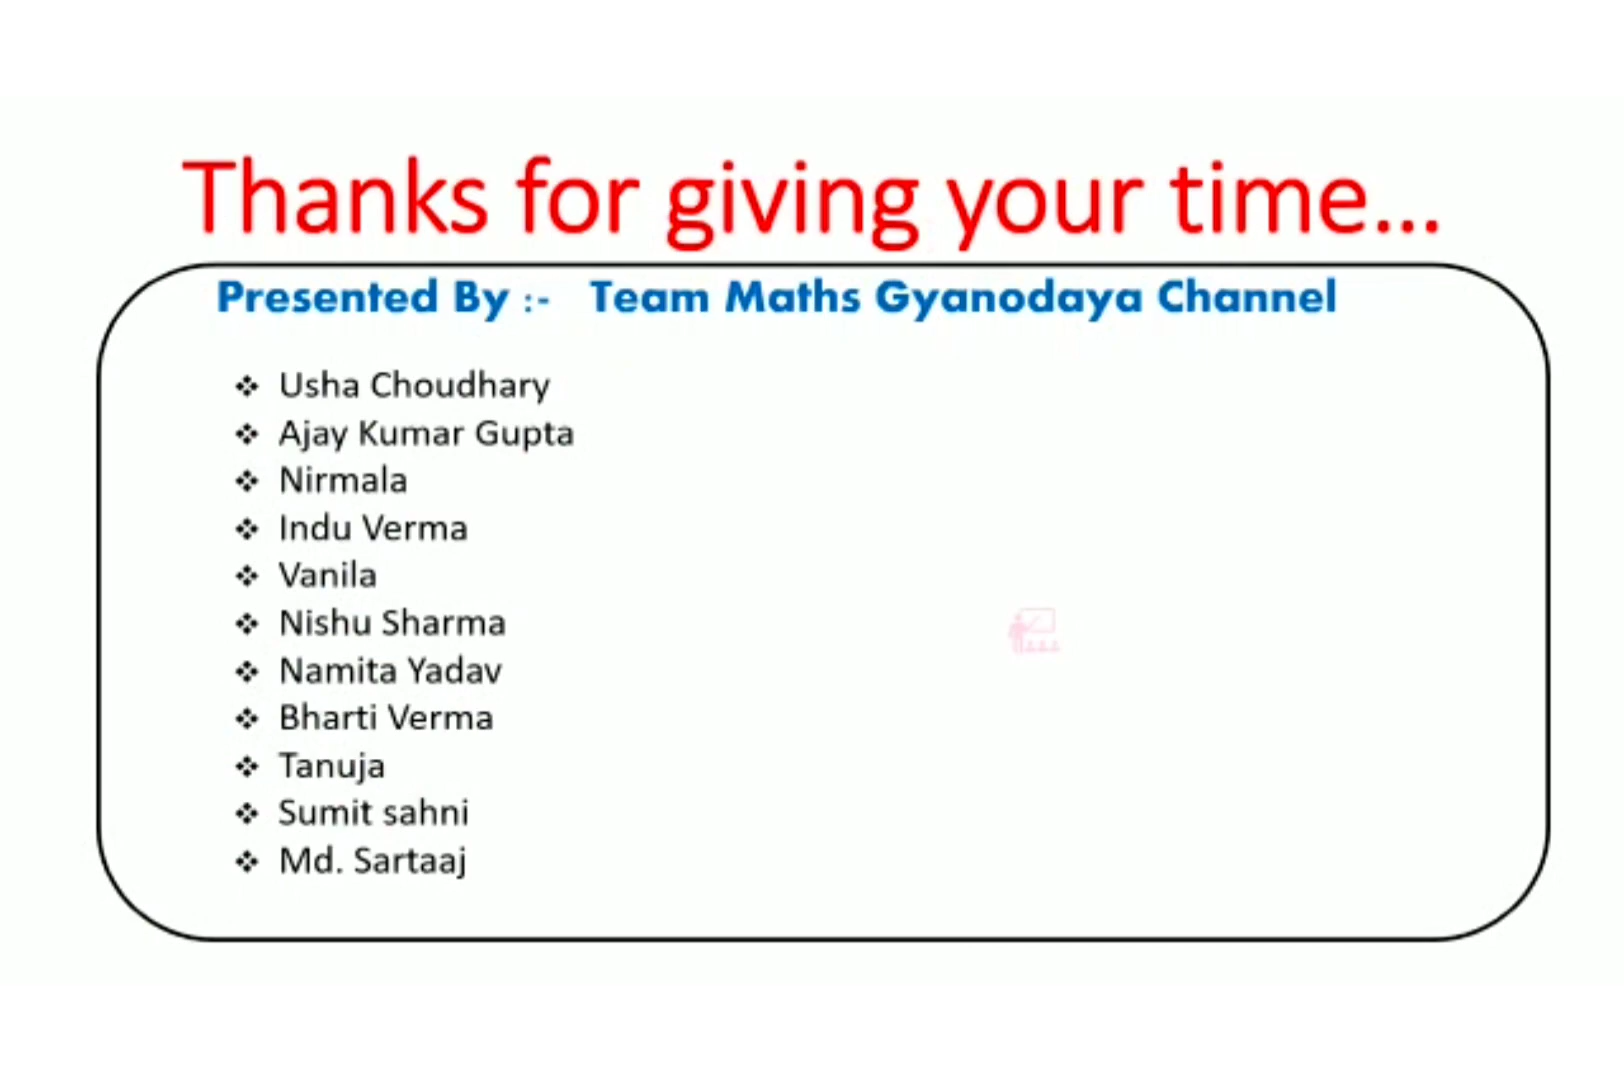 Thanks for giving your time...
Presented By :- Team Maths Gyanodaya Channel
❖ Usha Choudhary
❖ Ajay Kumar Gupta
❖ Nirmala
❖ Indu Verma
❖ Vanila
❖ Nishu Sharma
❖ Namita Yadav
❖ Bharti Verma
❖ Tanuja
❖ Sumit sahni
❖ Md. Sartaaj